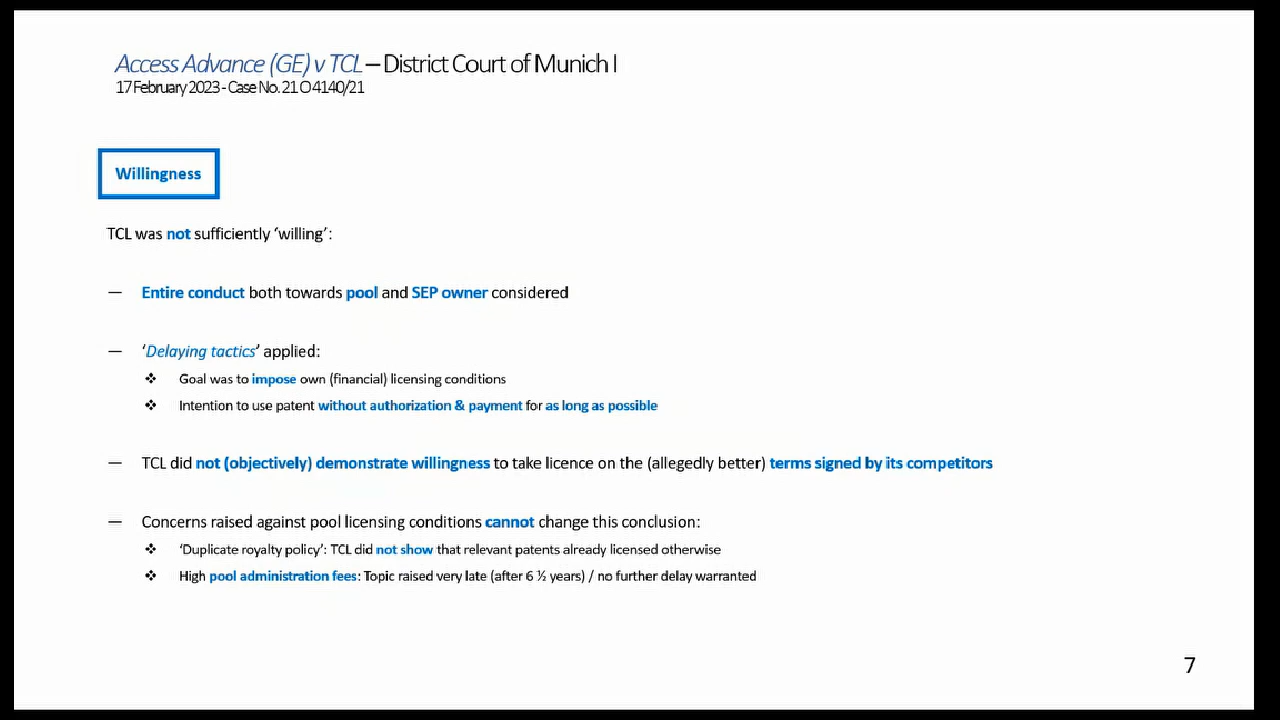 Access Advance (GE) v TCL – District Court of Munich I
17 February 2023 - Case No. 21 O 4140/21
Willingness
TCL was not sufficiently ‘willing’:
— Entire conduct both towards pool and SEP owner considered
— ‘Delaying tactics’ applied:
❖ Goal was to impose own (financial) licensing conditions
❖ Intention to use patent without authorization & payment for as long as possible
— TCL did not (objectively) demonstrate willingness to take licence on the (allegedly better) terms signed by its competitors
— Concerns raised against pool licensing conditions cannot change this conclusion:
❖ ‘Duplicate royalty policy’: TCL did not show that relevant patents already licensed otherwise
❖ High pool administration fees: Topic raised very late (after 6 ½ years) / no further delay warranted
7